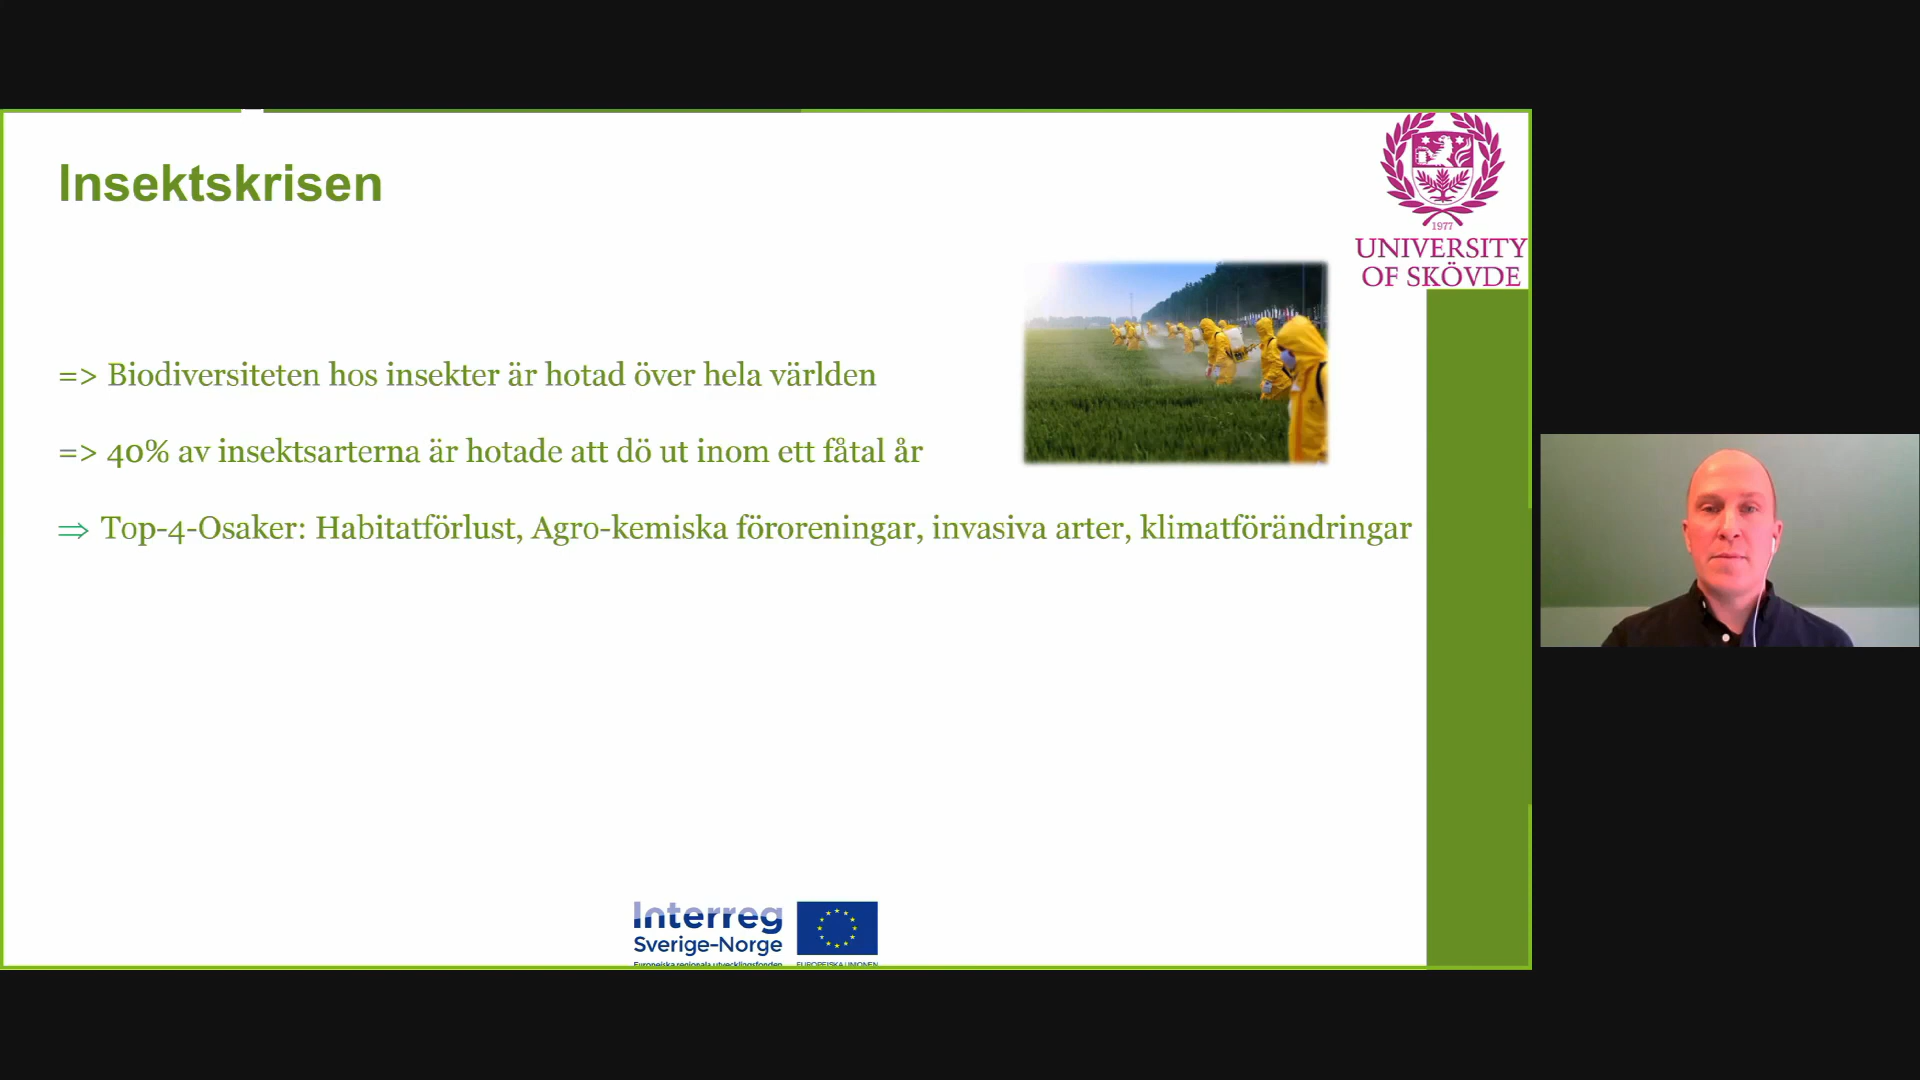 Insektskrisen
1977
UNIVERSITY
OF SKÖVDE
=> Biodiversiteten hos insekter är hotad över hela världen
=> 40% av insektsarterna är hotade att dö ut inom ett fåtal år
⇒ Top-4-Osaker: Habitatförlust, Agro-kemiska föroreningar, invasiva arter, klimatförändringar
Interreg
Sverige-Norge
Europeiska regionala utvecklingsfonden
EUROPEISKA UNIONEN